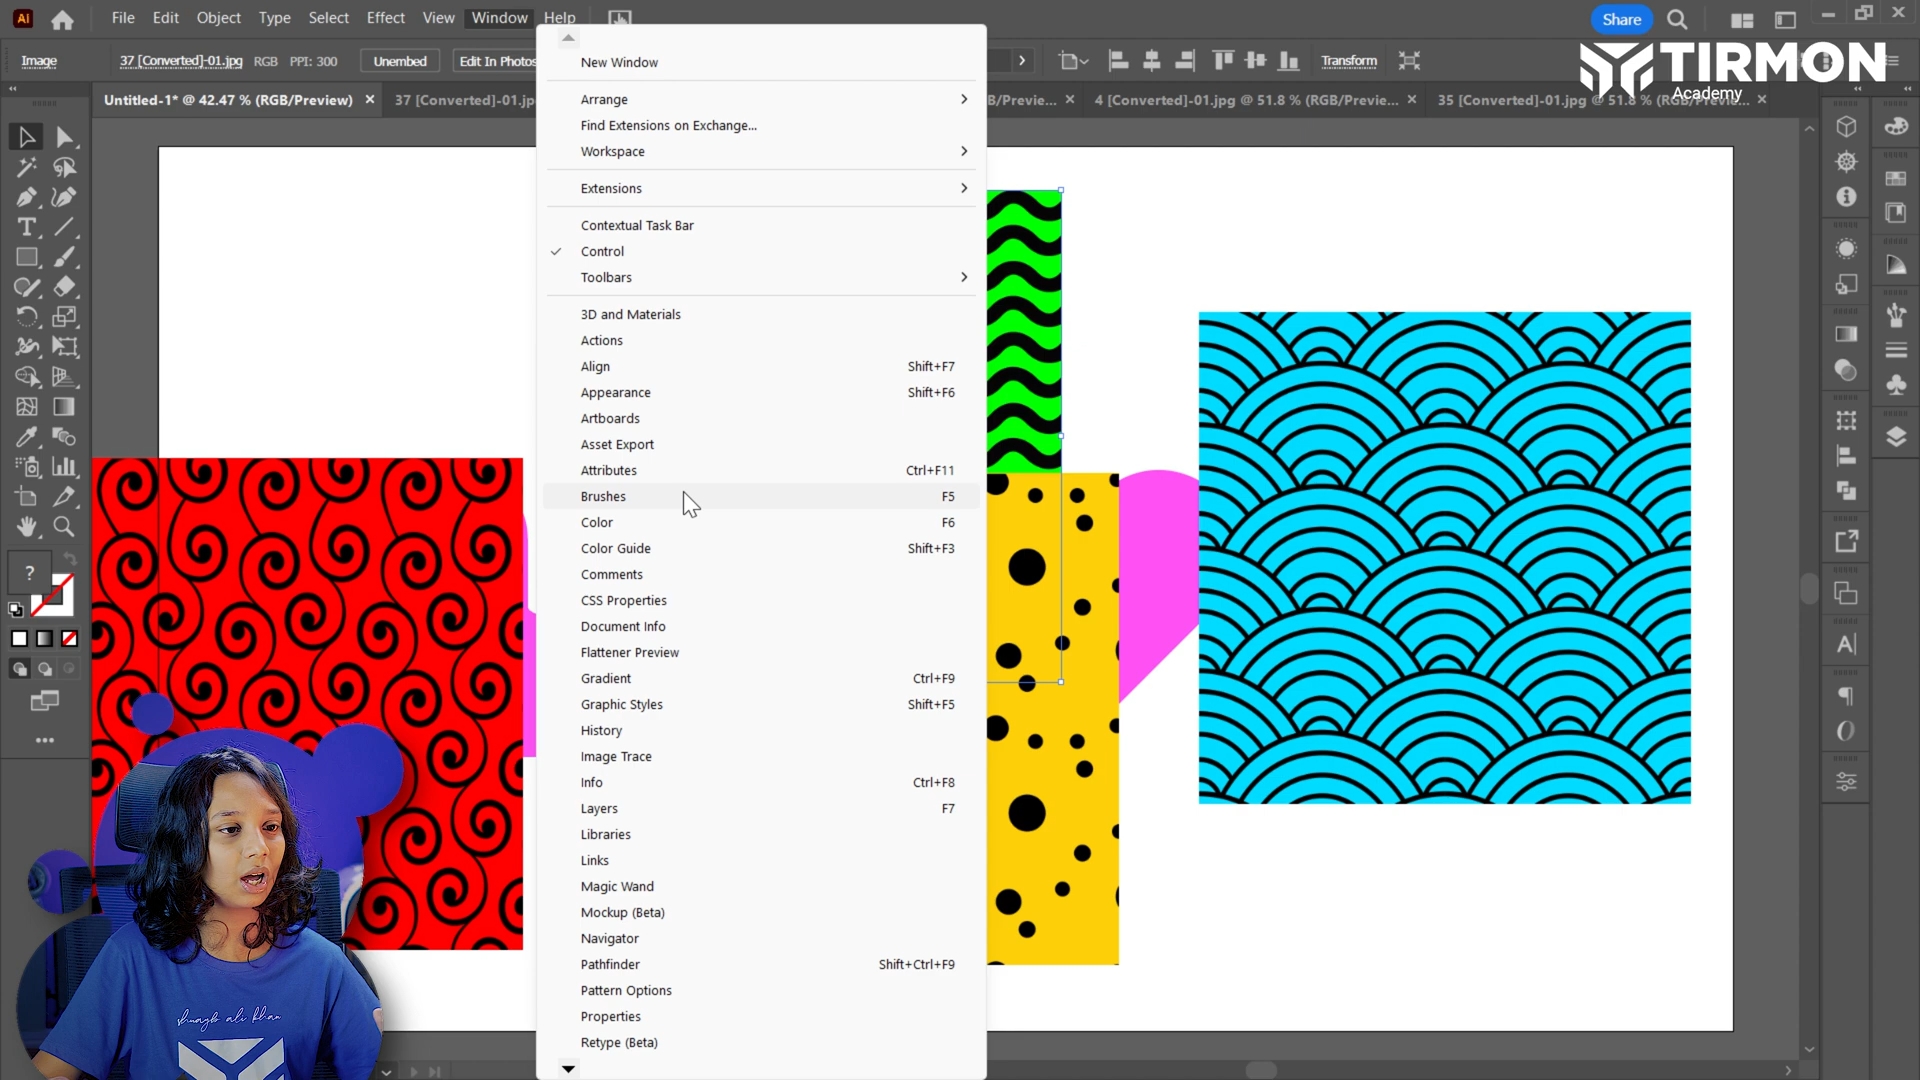 Ai File Edit Object Type Select Effect View Window Help Share
Image 37 [Converted]-01.jpg RGB PPI: 300 Unembed Edit In Photos Transform
TIRMON
Academy
Untitled-1* @ 42.47 % (RGB/Preview) × 37 [Converted]-01.jp B/Previe... × 4 [Converted]-01.jpg @ 51.8 % (RGB/Previe... × 35 [Converted]-01.jpg @ 51.8 % (RGB/Preview) ×
New Window
Arrange
Find Extensions on Exchange...
Workspace
Extensions
Contextual Task Bar
Control
Toolbars
3D and Materials
Actions
Align Shift+F7
Appearance Shift+F6
Artboards
Asset Export
Attributes Ctrl+F11
Brushes F5
Color F6
Color Guide Shift+F3
Comments
CSS Properties
Document Info
Flattener Preview
Gradient Ctrl+F9
Graphic Styles Shift+F5
History
Image Trace
Info Ctrl+F8
Layers F7
Libraries
Links
Magic Wand
Mockup (Beta)
Navigator
Pathfinder Shift+Ctrl+F9
Pattern Options
Properties
Retype (Beta)
?
shuayb ali khan